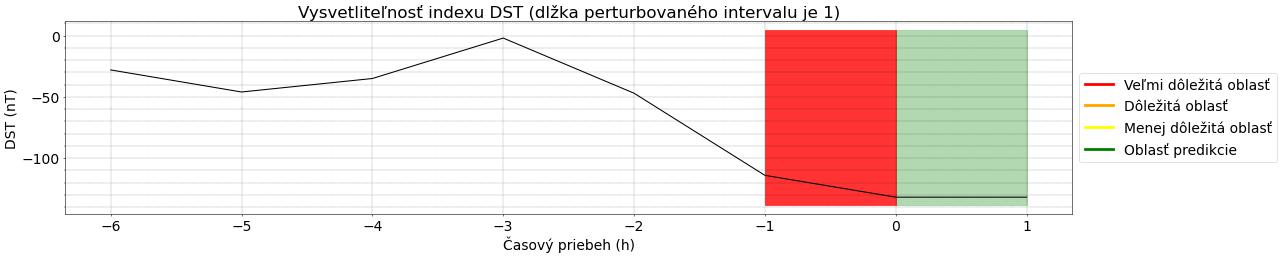 Vysvetliteľnosť indexu DST (dĺžka perturbovaného intervalu je 1)
0
−50
−100
DST (nT)
−6 −5 −4 −3 −2 −1 0 1
Časový priebeh (h)
Veľmi dôležitá oblasť
Dôležitá oblasť
Menej dôležitá oblasť
Oblasť predikcie